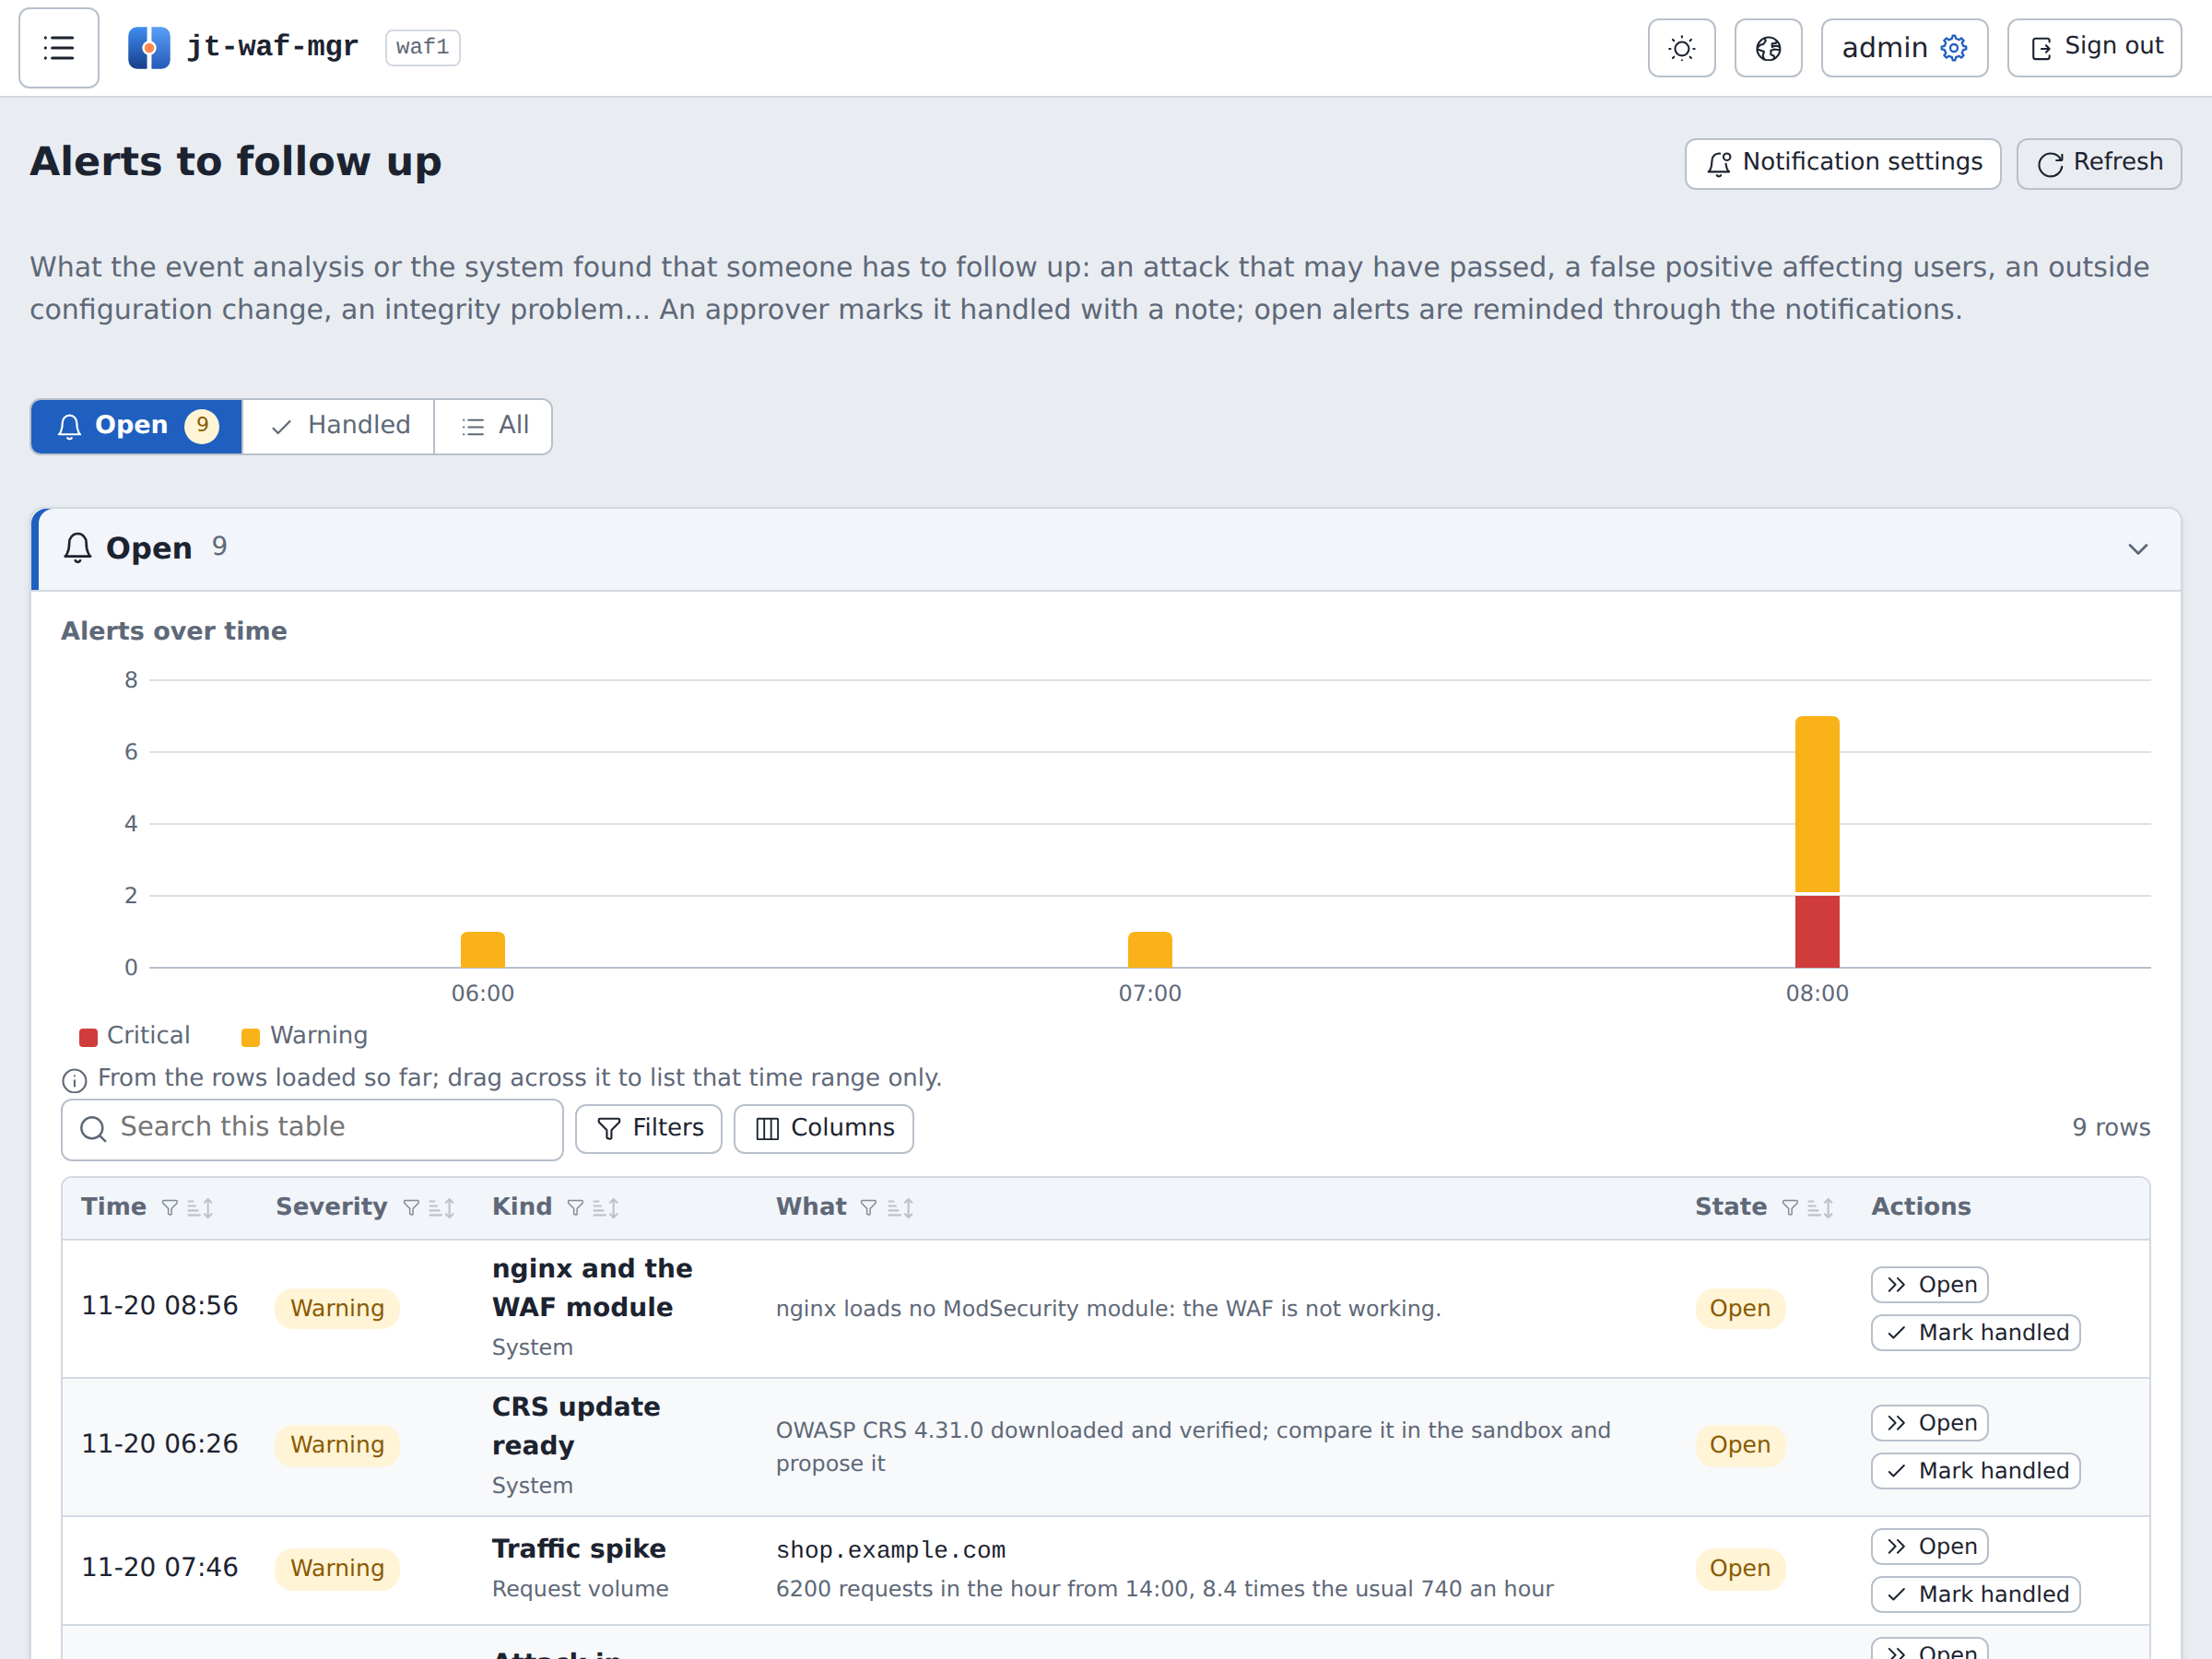 jt-waf-mgr waf1 admin Sign out
Alerts to follow up
Notification settings Refresh
What the event analysis or the system found that someone has to follow up: an attack that may have passed, a false positive affecting users, an outside
configuration change, an integrity problem... An approver marks it handled with a note; open alerts are reminded through the notifications.
Open 9 Handled All
Open 9
Alerts over time
8
6
4
2
0
06:00 07:00 08:00
Critical Warning
From the rows loaded so far; drag across it to list that time range only.
Search this table Filters Columns 9 rows
Time Severity Kind What State Actions
11-20 08:56 Warning nginx and the
WAF module
System
nginx loads no ModSecurity module: the WAF is not working.
Open
Open
Mark handled
11-20 06:26 Warning CRS update
ready
System
OWASP CRS 4.31.0 downloaded and verified; compare it in the sandbox and
propose it
Open
Open
Mark handled
11-20 07:46 Warning Traffic spike
Request volume
shop.example.com
6200 requests in the hour from 14:00, 8.4 times the usual 740 an hour
Open
Open
Mark handled
Attack in
Open